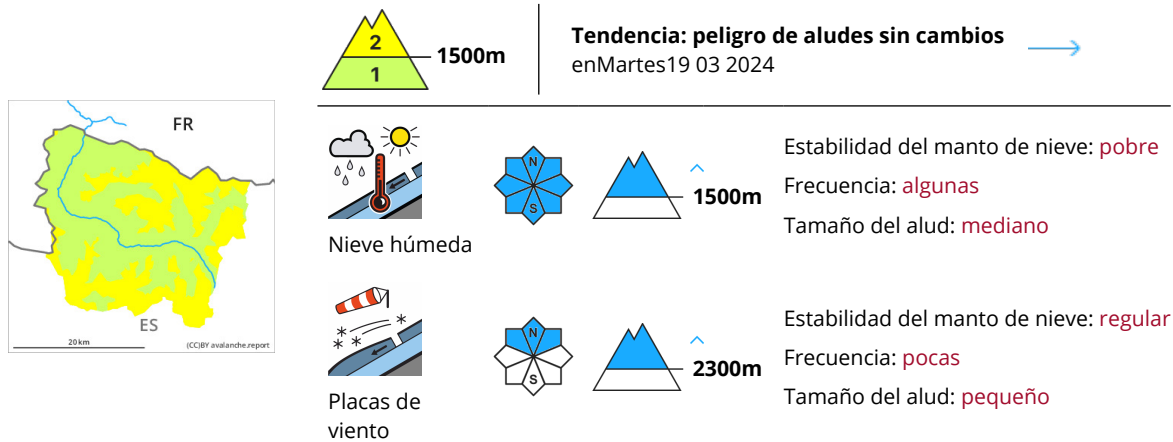 2
1
1500m
Tendencia: peligro de aludes sin cambios
enMartes19 03 2024
FR
ES
20 km
(CC)BY avalanche.report
Nieve húmeda
N
S
1500m
Estabilidad del manto de nieve: pobre
Frecuencia: algunas
Tamaño del alud: mediano
Placas de
viento
N
S
2300m
Estabilidad del manto de nieve: regular
Frecuencia: pocas
Tamaño del alud: pequeño